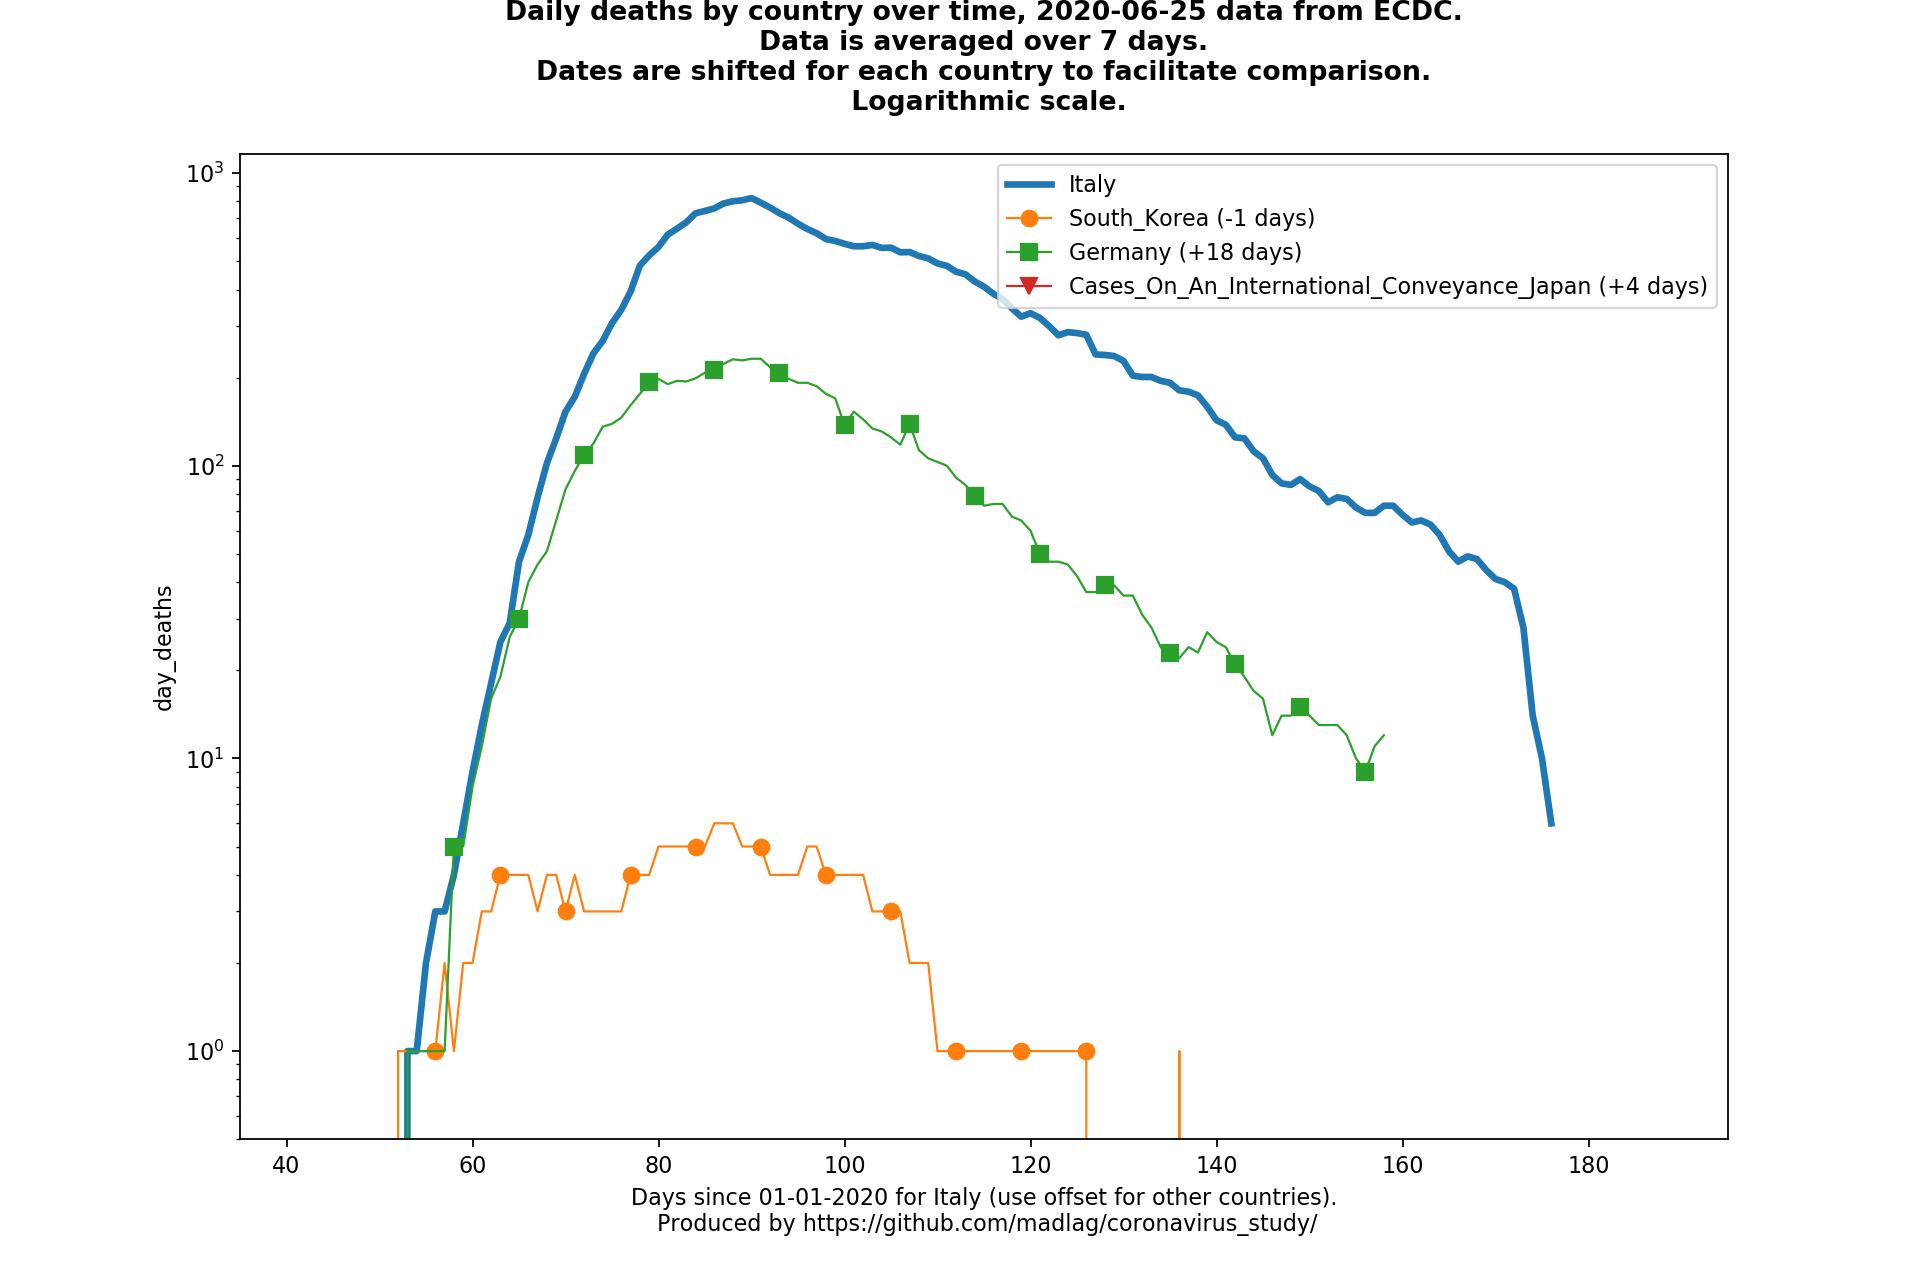 Daily deaths by country over time, 2020-06-25 data from ECDC.
Data is averaged over 7 days.
Dates are shifted for each country to facilitate comparison.
Logarithmic scale.
10³
Italy
South_Korea (-1 days)
Germany (+18 days)
Cases_On_An_International_Conveyance_Japan (+4 days)
10²
day_deaths
10¹
10⁰
40 60 80 100 120 140 160 180
Days since 01-01-2020 for Italy (use offset for other countries).
Produced by https://github.com/madlag/coronavirus_study/